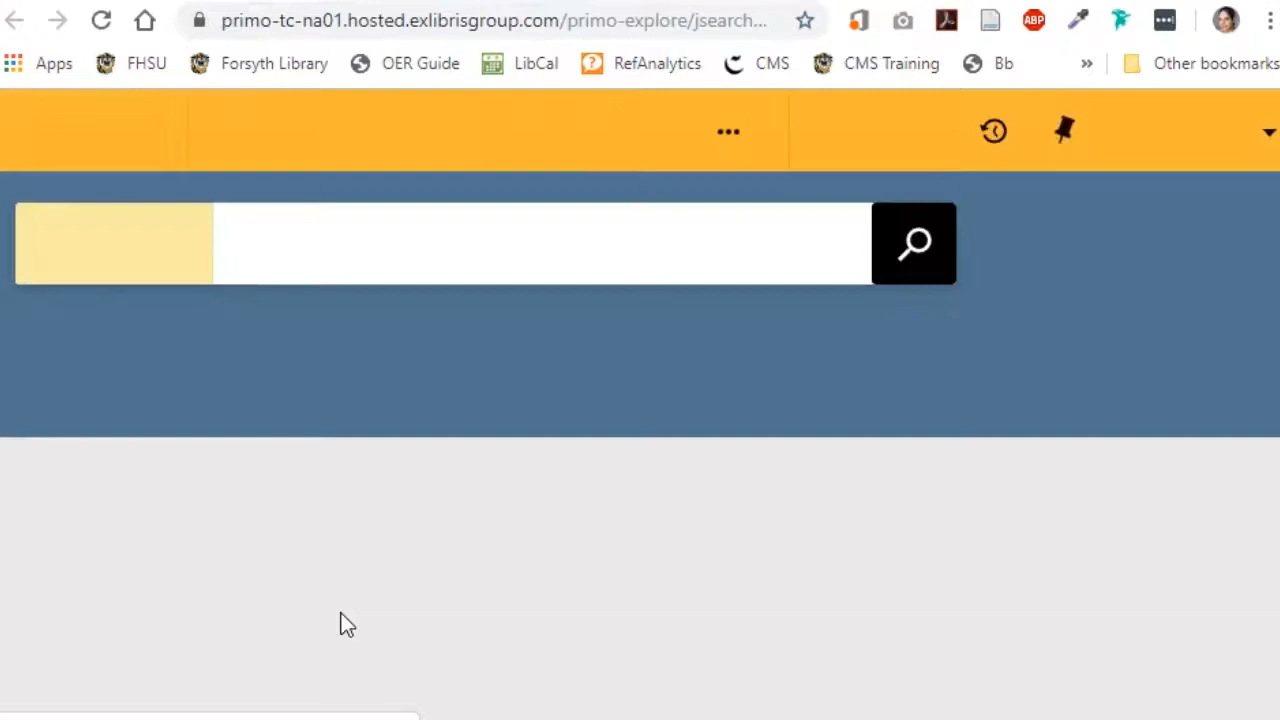 primo-tc-na01.hosted.exlibrisgroup.com/primo-explore/jsearch...
ABP
Apps FHSU Forsyth Library OER Guide LibCal RefAnalytics CMS CMS Training Bb » Other bookmarks